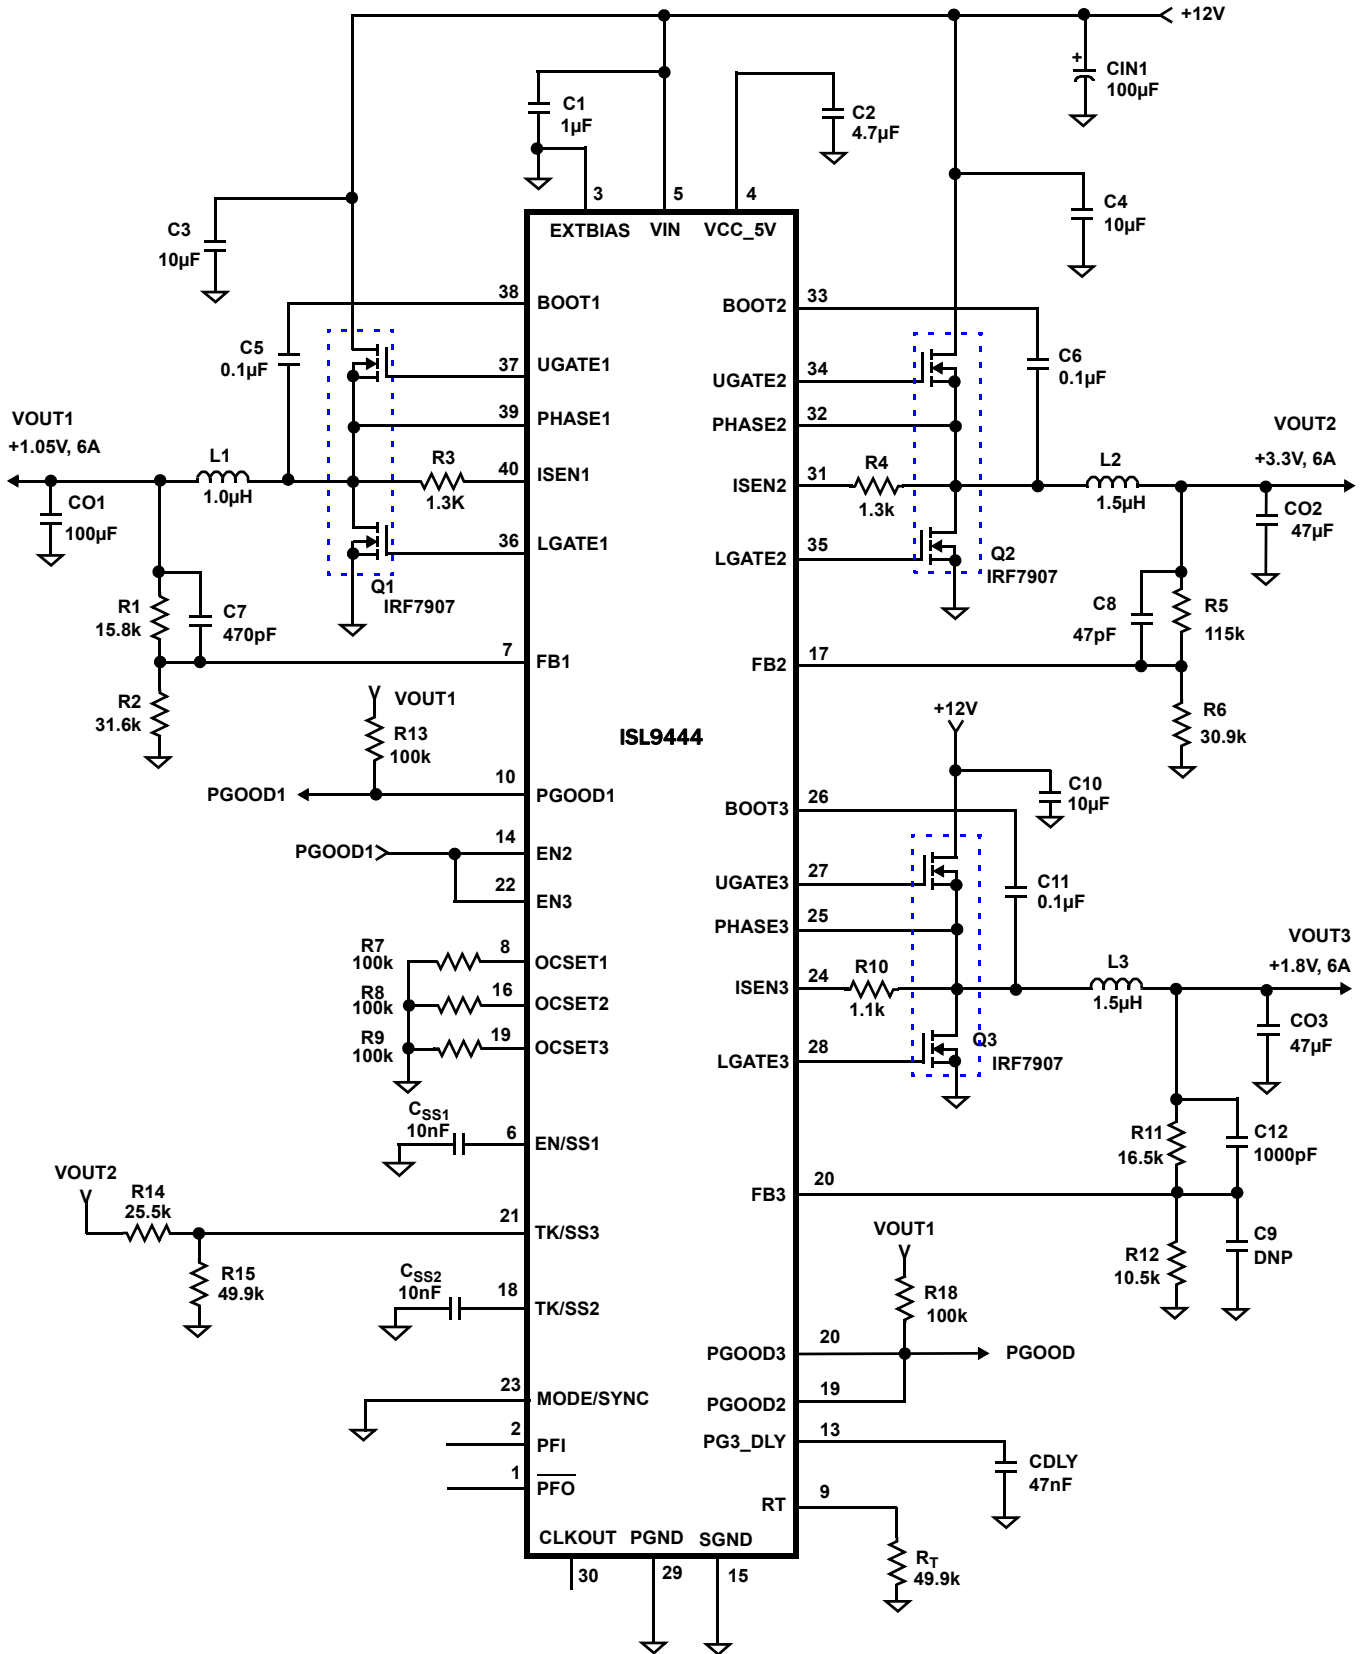 +12V
CIN1
100µF
C1
1µF
C2
4.7µF
3
5
4
EXTBIAS
VIN
VCC_5V
C3
10µF
C4
10µF
38
BOOT1
BOOT2
33
C5
0.1µF
C6
0.1µF
37
UGATE1
UGATE2
34
39
PHASE1
PHASE2
32
VOUT1
+1.05V, 6A
VOUT2
+3.3V, 6A
L1
1.0µH
R3
1.3K
40
ISEN1
ISEN2
31
R4
1.3k
L2
1.5µH
CO1
100µF
CO2
47µF
36
LGATE1
LGATE2
35
Q1
IRF7907
Q2
IRF7907
R1
15.8k
C7
470pF
C8
47pF
R5
115k
7
FB1
FB2
17
R2
31.6k
R6
30.9k
VOUT1
R13
100k
ISL9444
+12V
PGOOD1
10
PGOOD1
C10
10µF
BOOT3
26
PGOOD1
14
EN2
22
EN3
UGATE3
27
C11
0.1µF
PHASE3
25
R7
100k
8
OCSET1
R8
100k
16
OCSET2
R9
100k
19
OCSET3
VOUT3
+1.8V, 6A
ISEN3
24
R10
1.1k
L3
1.5µH
CO3
47µF
LGATE3
28
Q3
IRF7907
CSS1
10nF
6
EN/SS1
R11
16.5k
C12
1000pF
VOUT2
R14
25.5k
21
TK/SS3
FB3
20
R15
49.9k
R12
10.5k
C9
DNP
CSS2
10nF
18
TK/SS2
VOUT1
R18
100k
PGOOD3
20
PGOOD
23
MODE/SYNC
PGOOD2
19
2
PFI
PG3_DLY
13
CDLY
47nF
1
PFO
RT
9
RT
49.9k
CLKOUT
PGND
SGND
30
29
15